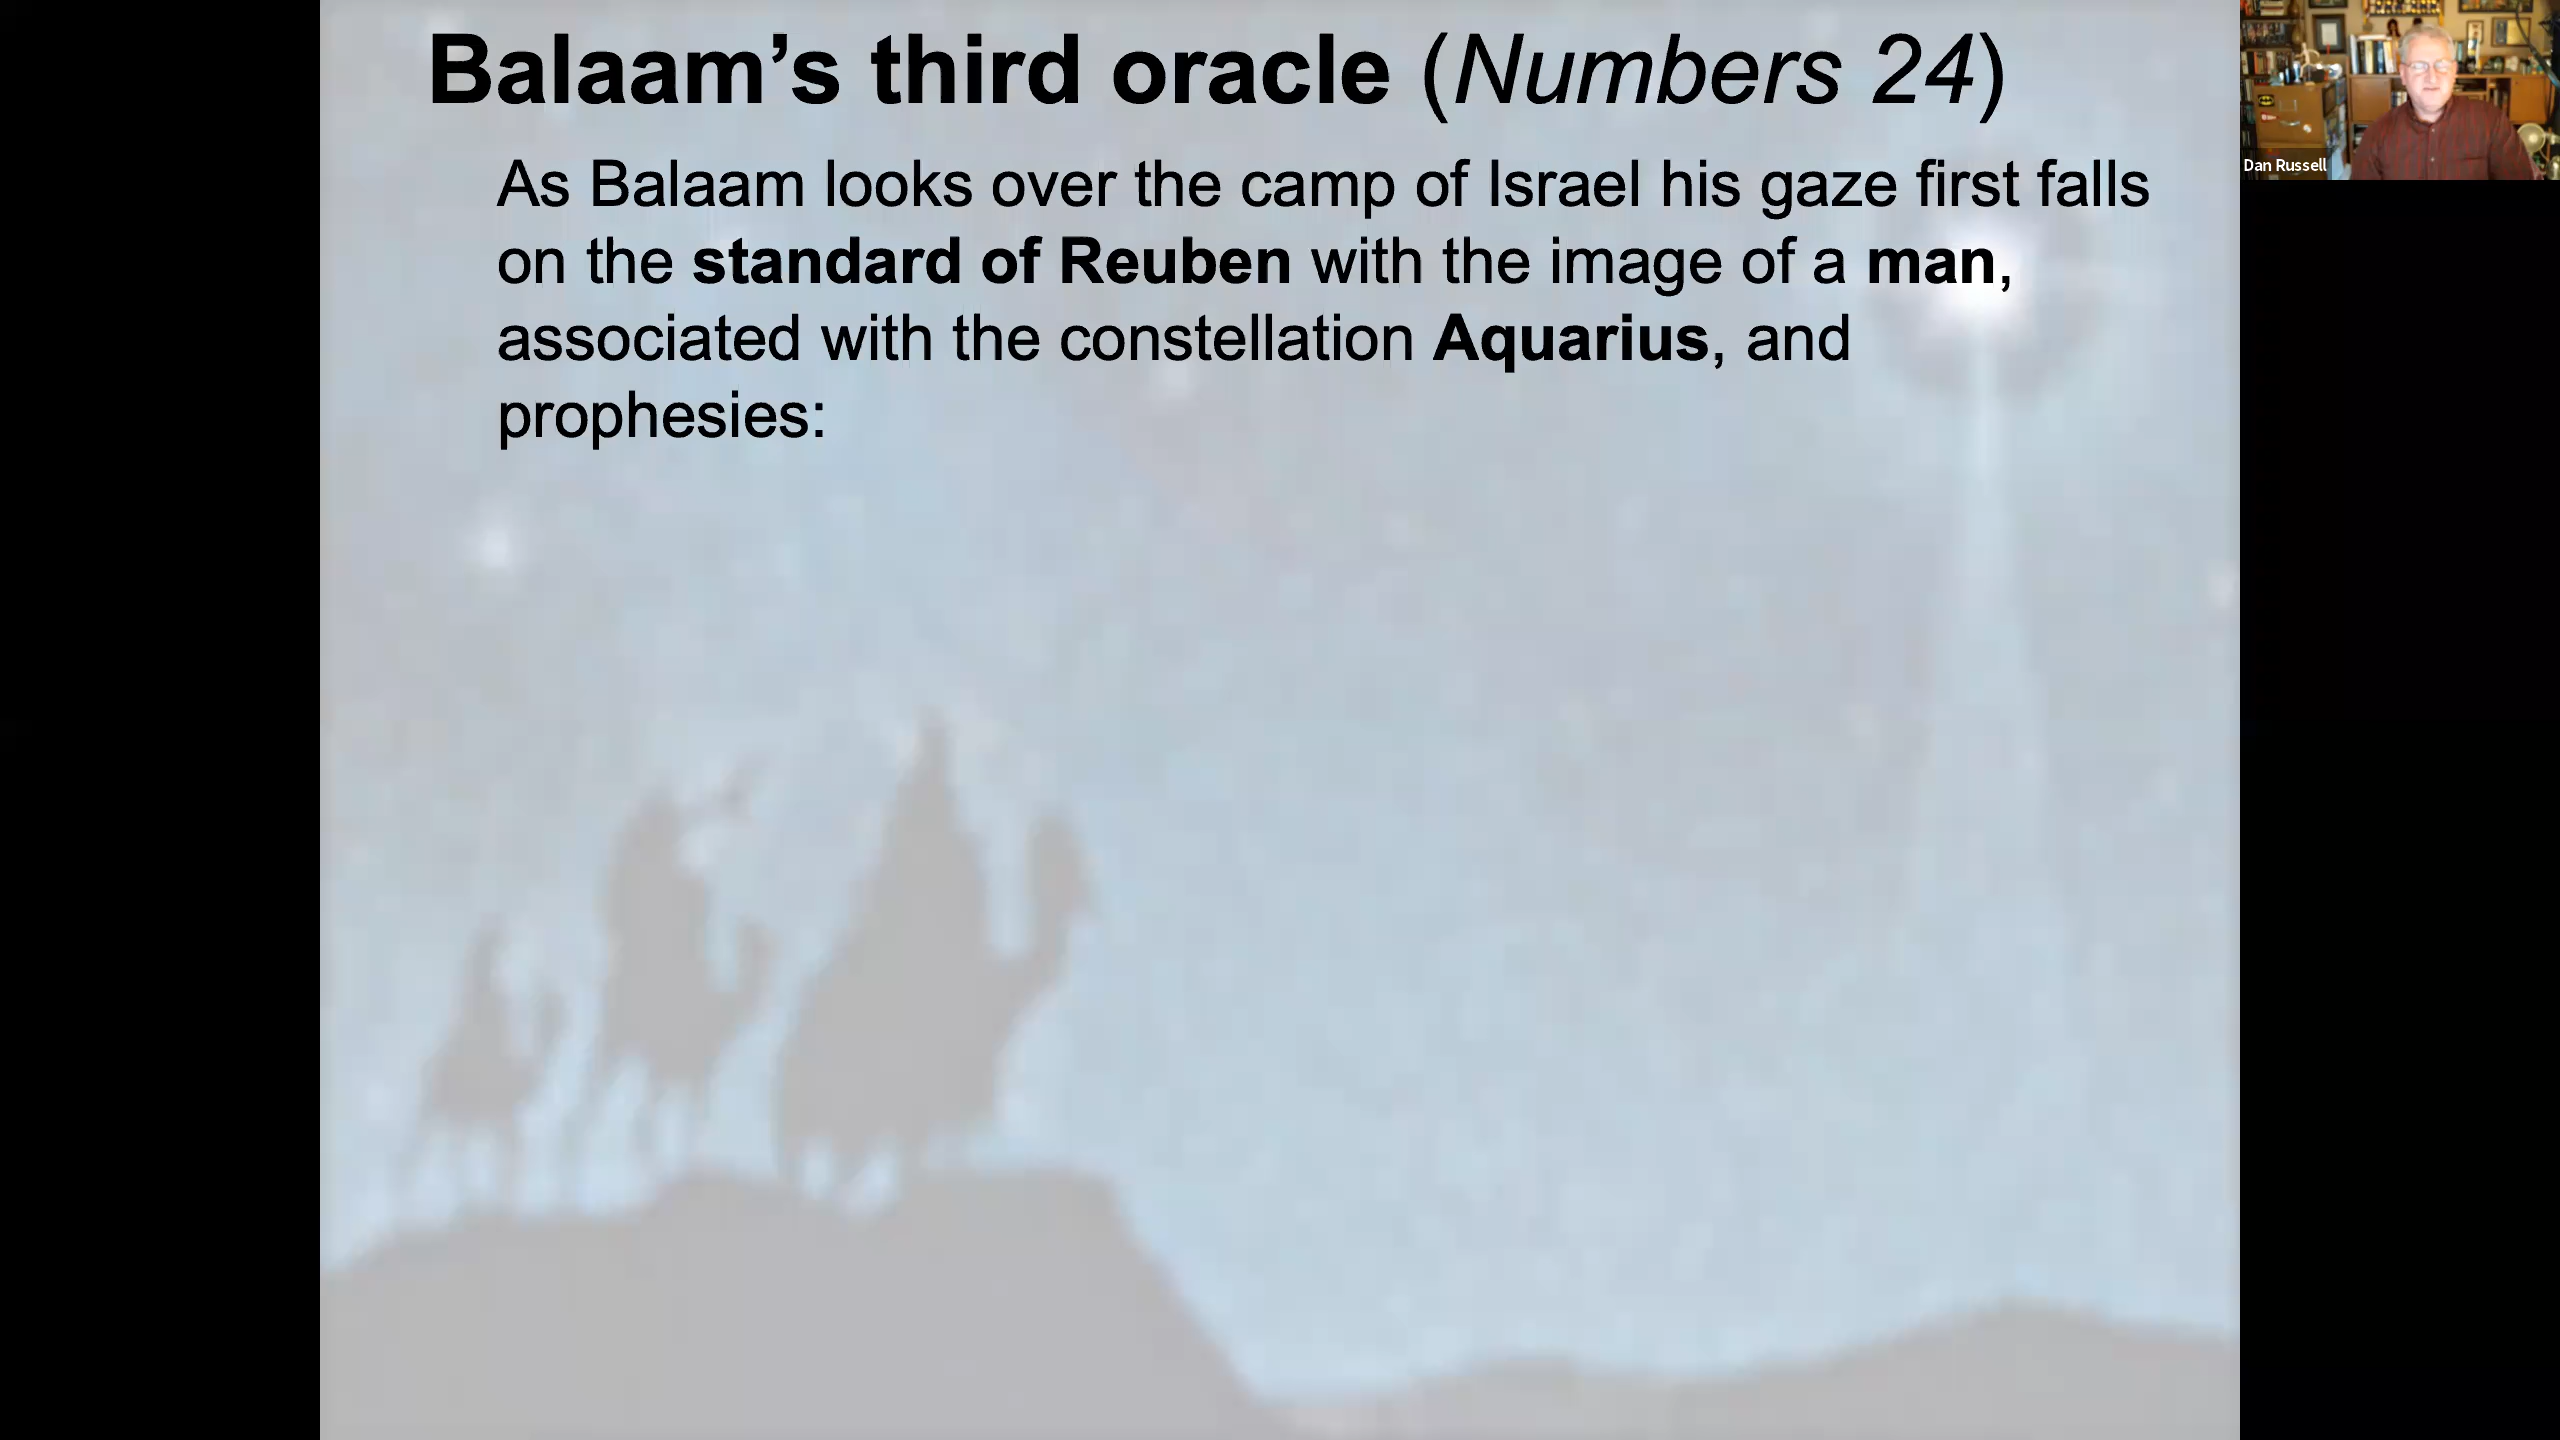 Balaam’s third oracle (Numbers 24)
As Balaam looks over the camp of Israel his gaze first falls
on the standard of Reuben with the image of a man,
associated with the constellation Aquarius, and
prophesies:
Dan Russell